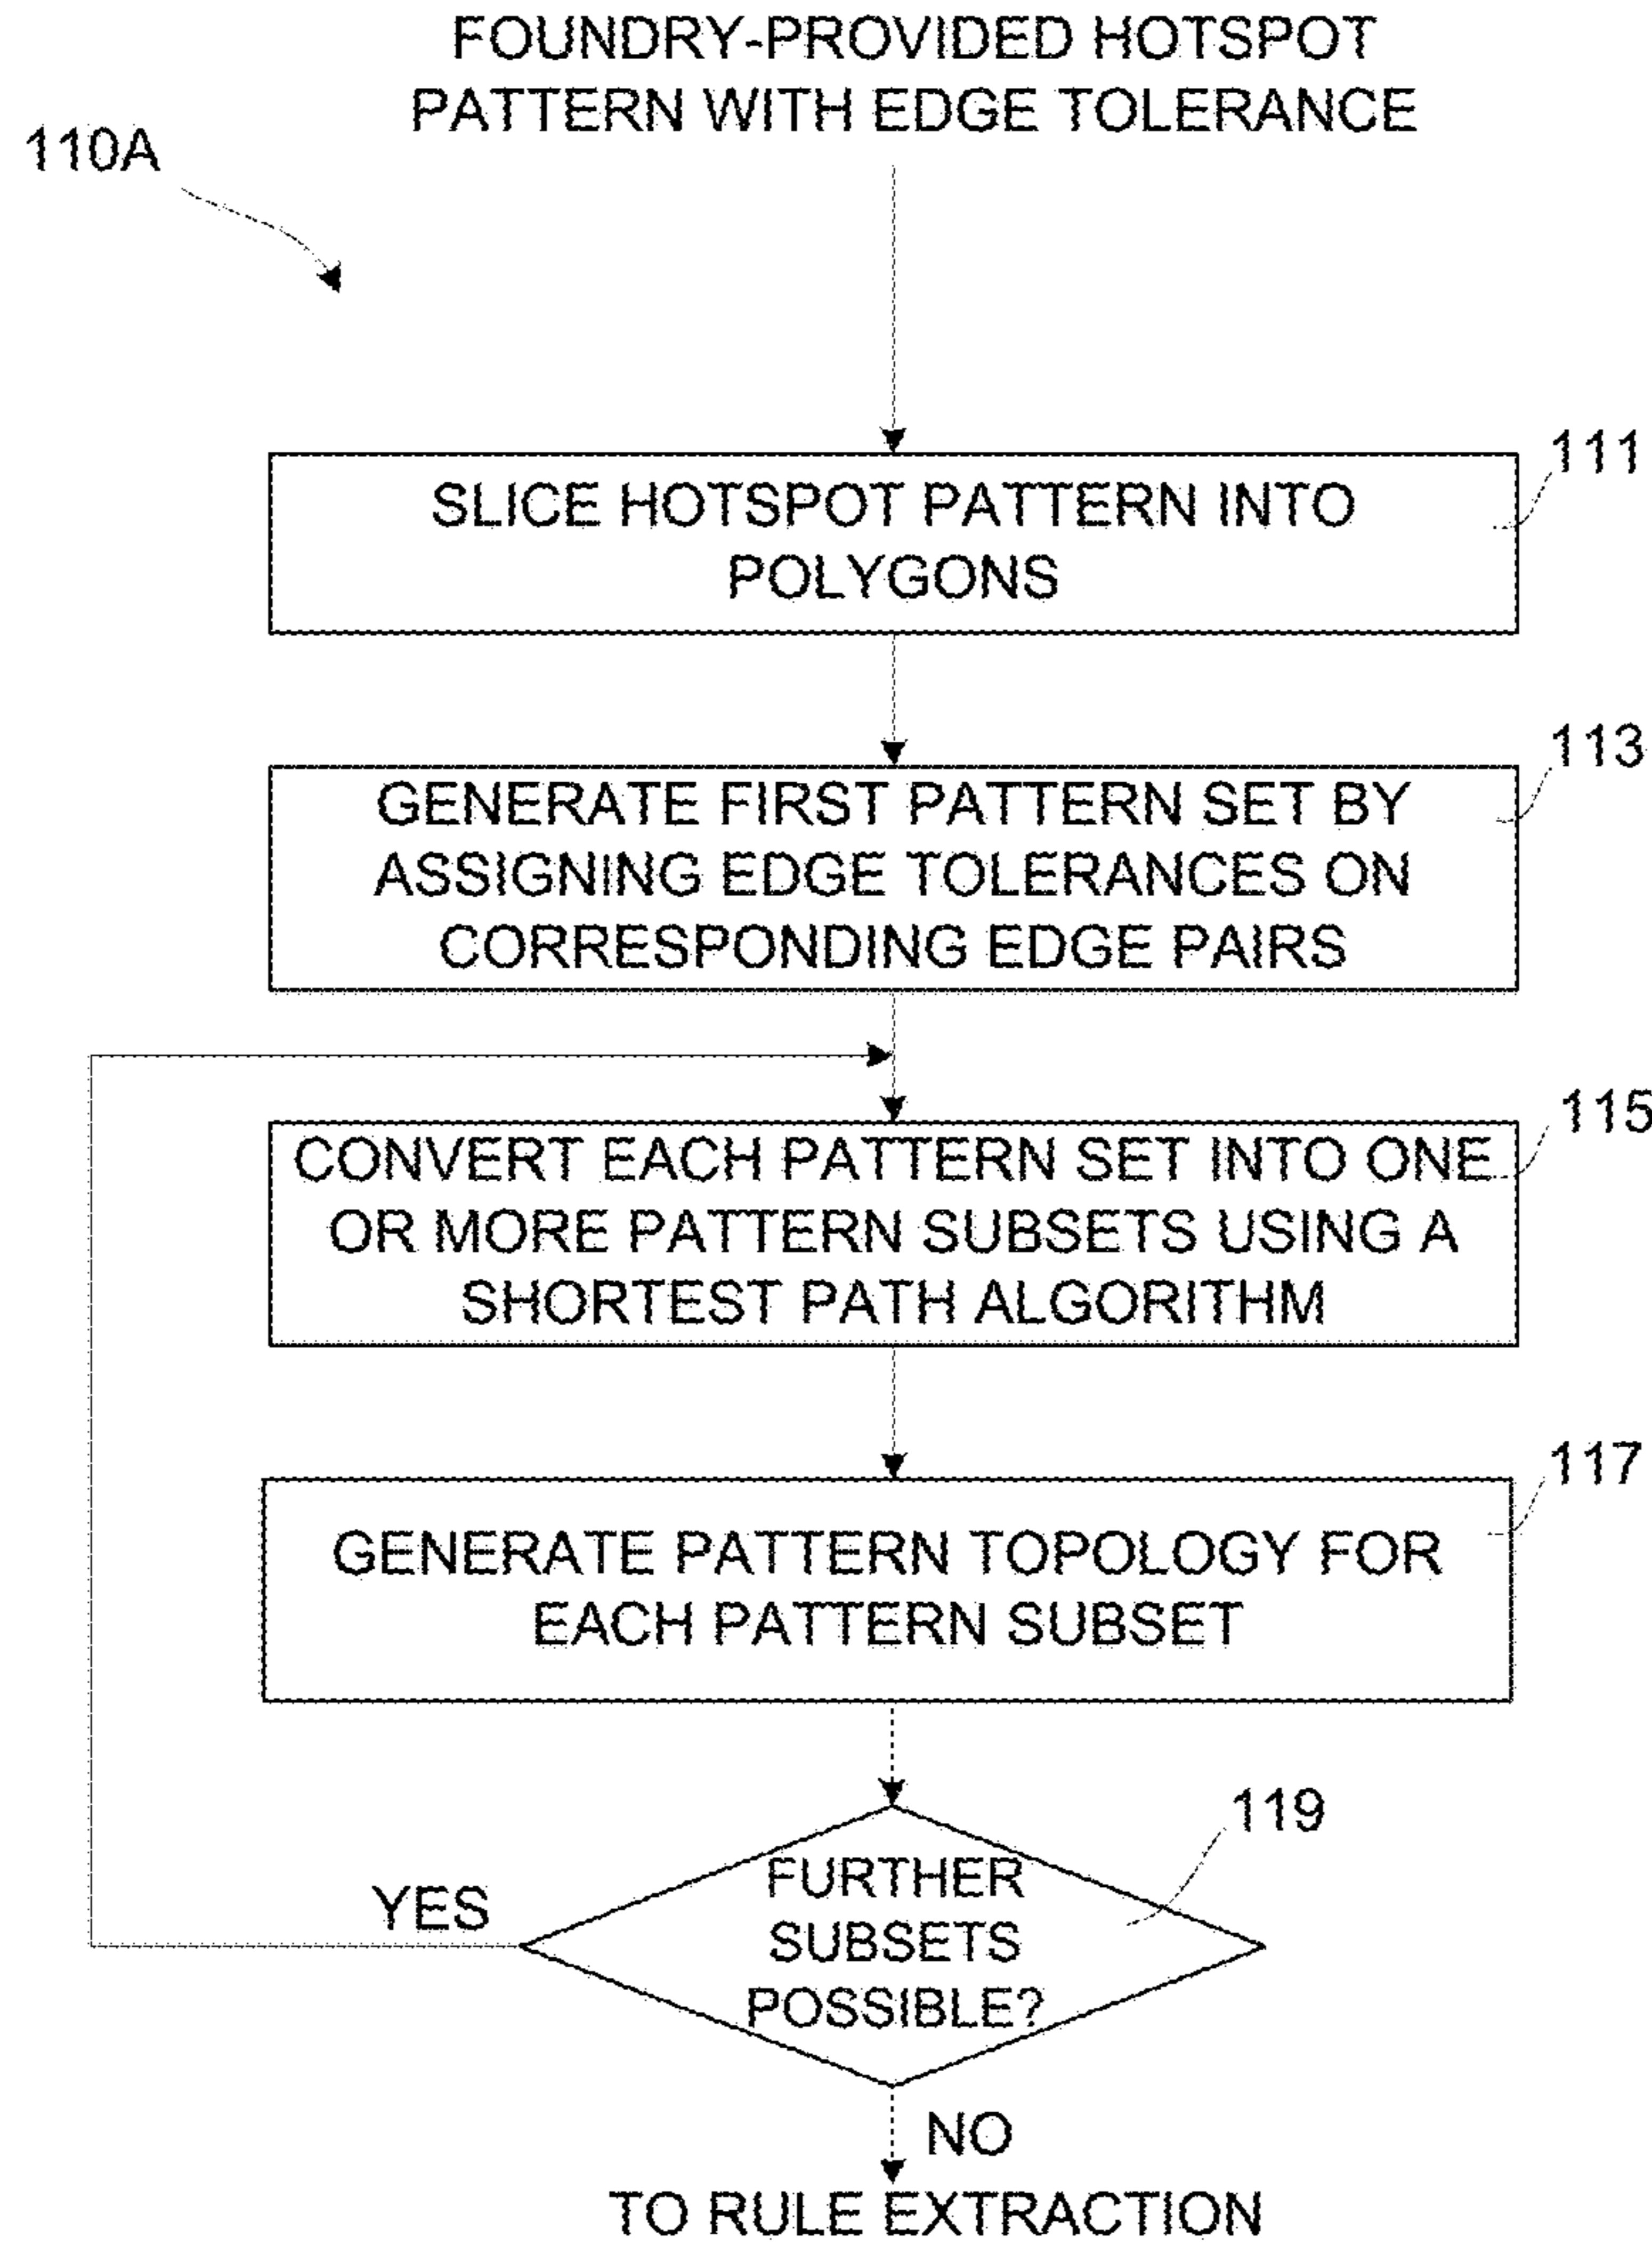 FOUNDRY-PROVIDED HOTSPOT
PATTERN WITH EDGE TOLERANCE
110A
111
SLICE HOTSPOT PATTERN INTO
POLYGONS
113
GENERATE FIRST PATTERN SET BY
ASSIGNING EDGE TOLERANCES ON
CORRESPONDING EDGE PAIRS
115
CONVERT EACH PATTERN SET INTO ONE
OR MORE PATTERN SUBSETS USING A
SHORTEST PATH ALGORITHM
117
GENERATE PATTERN TOPOLOGY FOR
EACH PATTERN SUBSET
119
FURTHER
SUBSETS
POSSIBLE?
YES
NO
TO RULE EXTRACTION